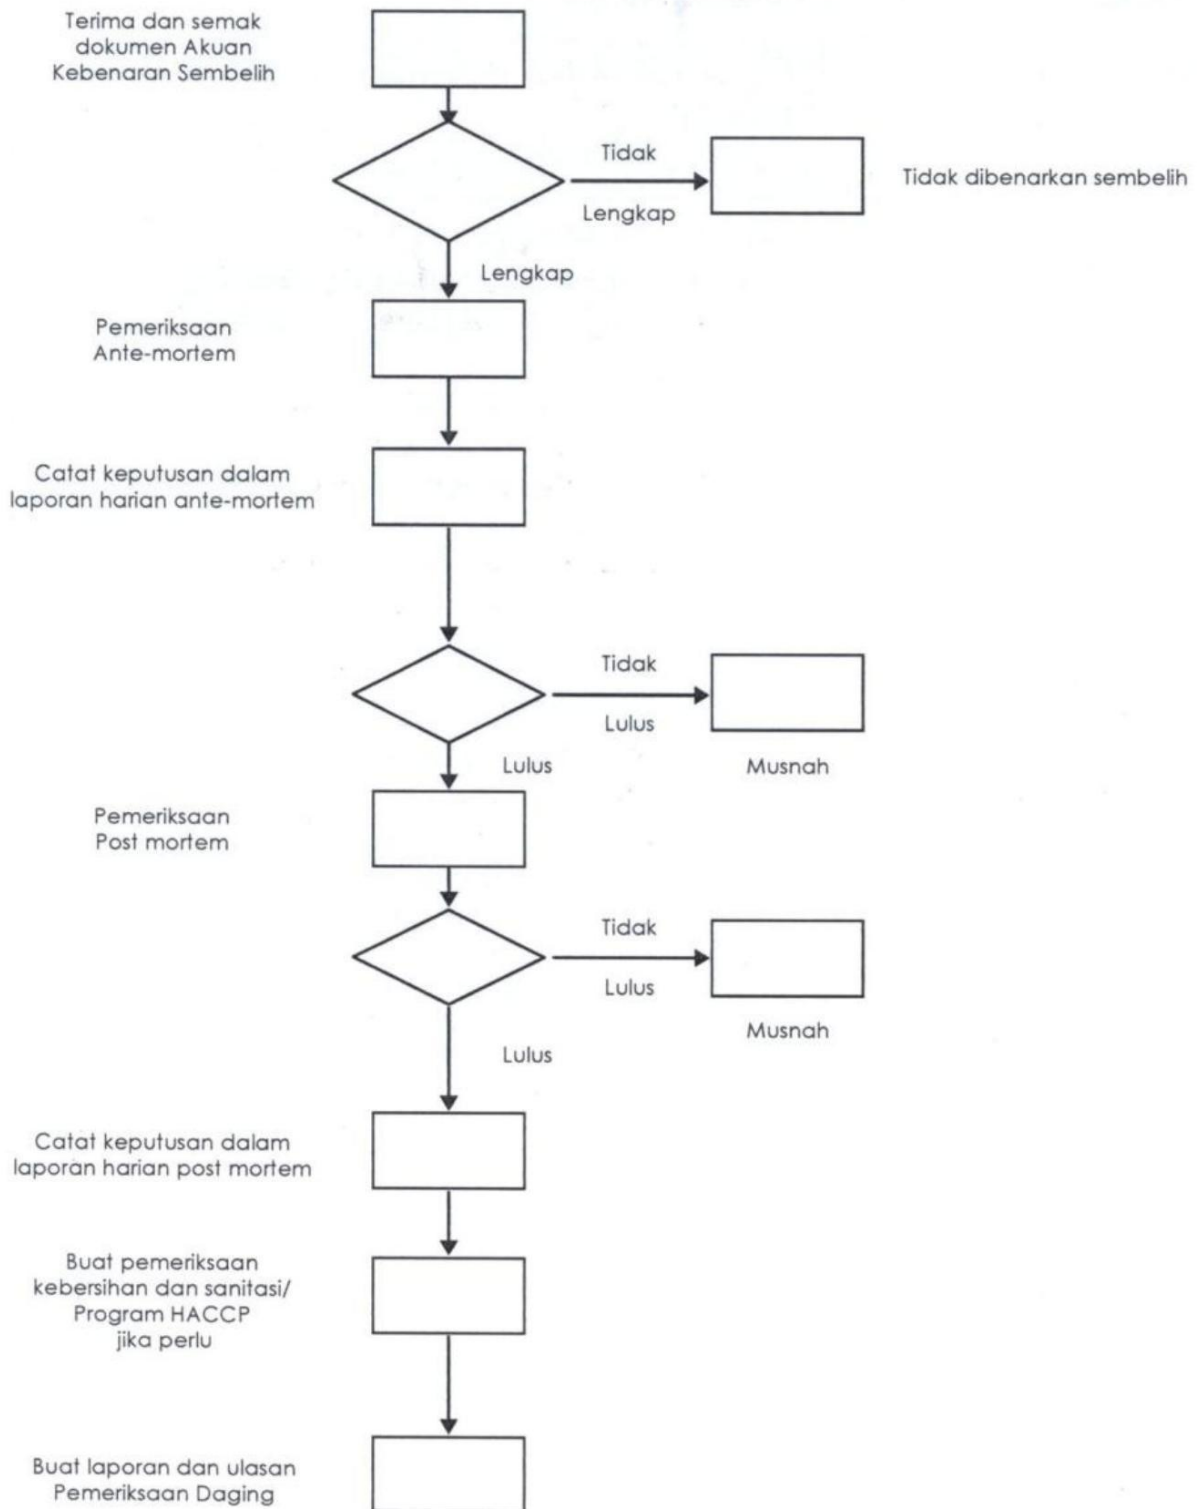 Terima dan semak
dokumen Akuan
Kebenaran Sembelih
Tidak
Lengkap
Tidak dibenarkan sembelih
Lengkap
Pemeriksaan
Ante-mortem
Catat keputusan dalam
laporan harian ante-mortem
Tidak
Lulus
Musnah
Lulus
Pemeriksaan
Post mortem
Tidak
Lulus
Musnah
Lulus
Catat keputusan dalam
laporan harian post mortem
Buat pemeriksaan
kebersihan dan sanitasi/
Program HACCP
jika perlu
Buat laporan dan ulasan
Pemeriksaan Daging